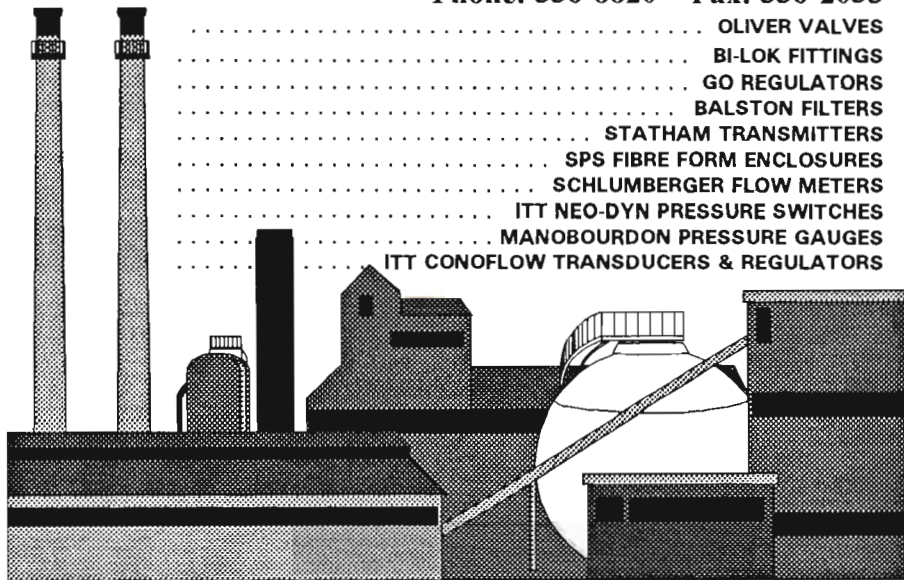 OLIVER VALVES
BI-LOK FITTINGS
GO REGULATORS
BALSTON FILTERS
STATHAM TRANSMITTERS
SPS FIBRE FORM ENCLOSURES
SCHLUMBERGER FLOW METERS
ITT NEO-DYN PRESSURE SWITCHES
MANOBOURDON PRESSURE GAUGES
ITT CONOFLOW TRANSDUCERS & REGULATORS